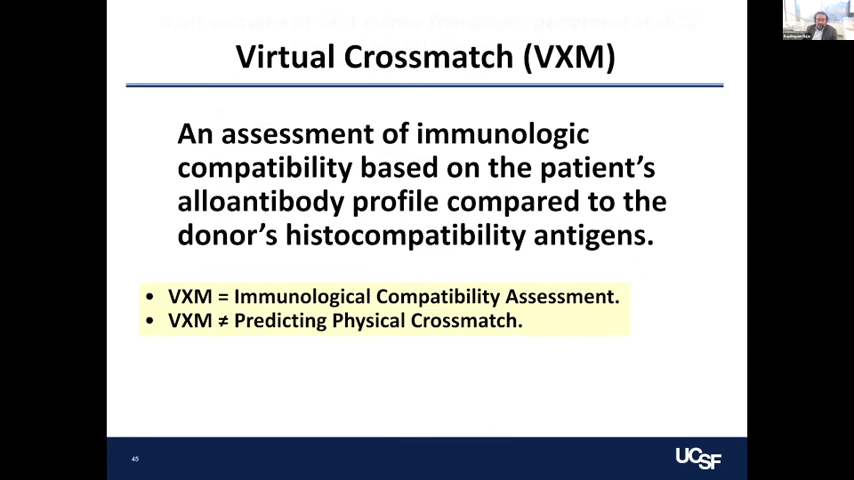 Virtual Crossmatch (VXM)
An assessment of immunologic
compatibility based on the patient's
alloantibody profile compared to the
donor's histocompatibility antigens.
• VXM = Immunological Compatibility Assessment.
• VXM ≠ Predicting Physical Crossmatch.
45
UCSF